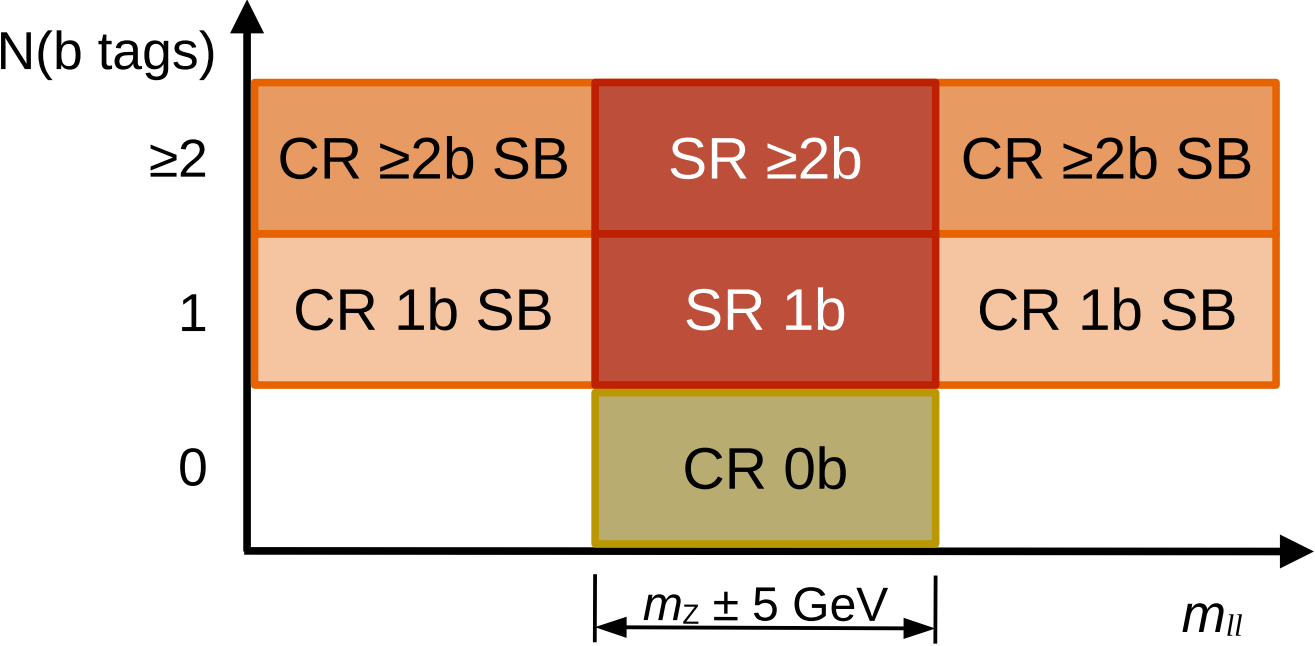 N(b tags)
≥2 CR ≥2b SB SR ≥2b CR ≥2b SB
1 CR 1b SB SR 1b CR 1b SB
0 CR 0b
mZ ± 5 GeV
mll